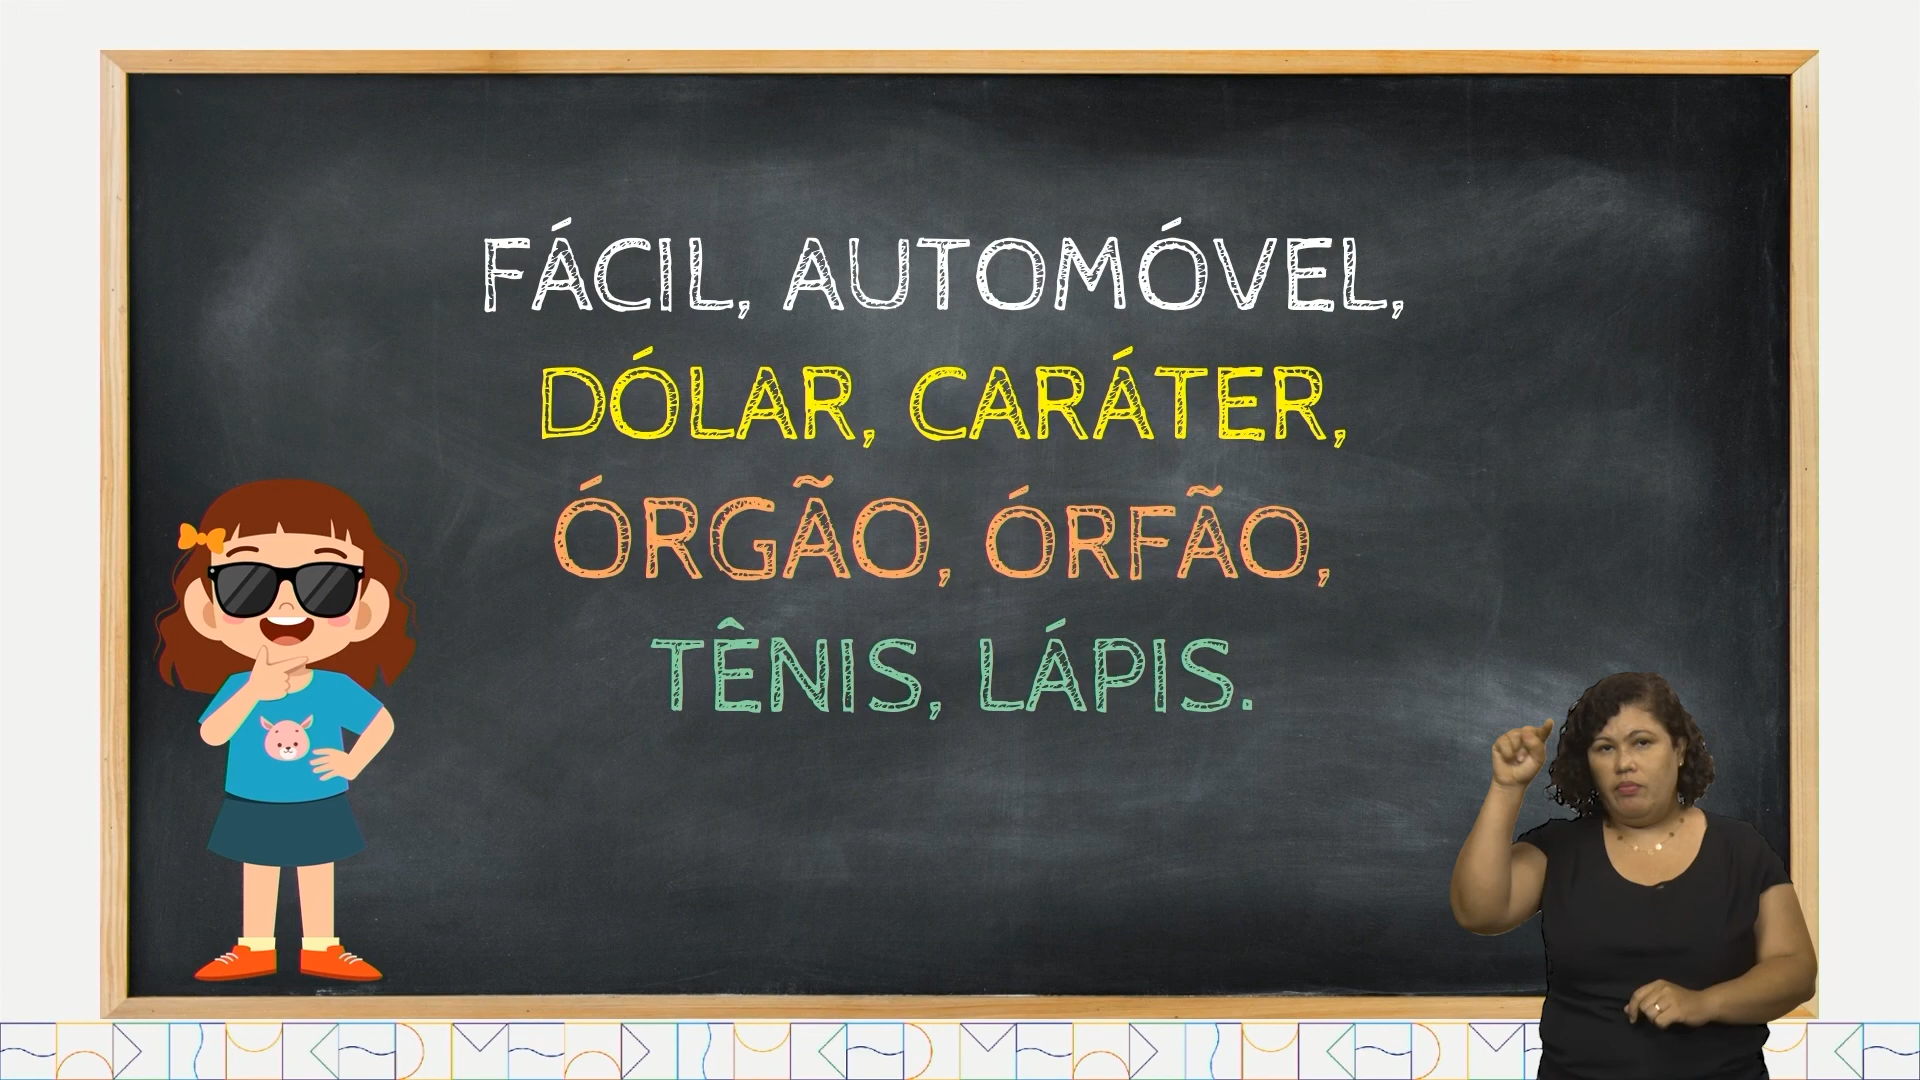 FÁCIL, AUTOMÓVEL,
DÓLAR, CARÁTER,
ÓRGÃO, ÓRFÃO,
TÊNIS, LÁPIS.